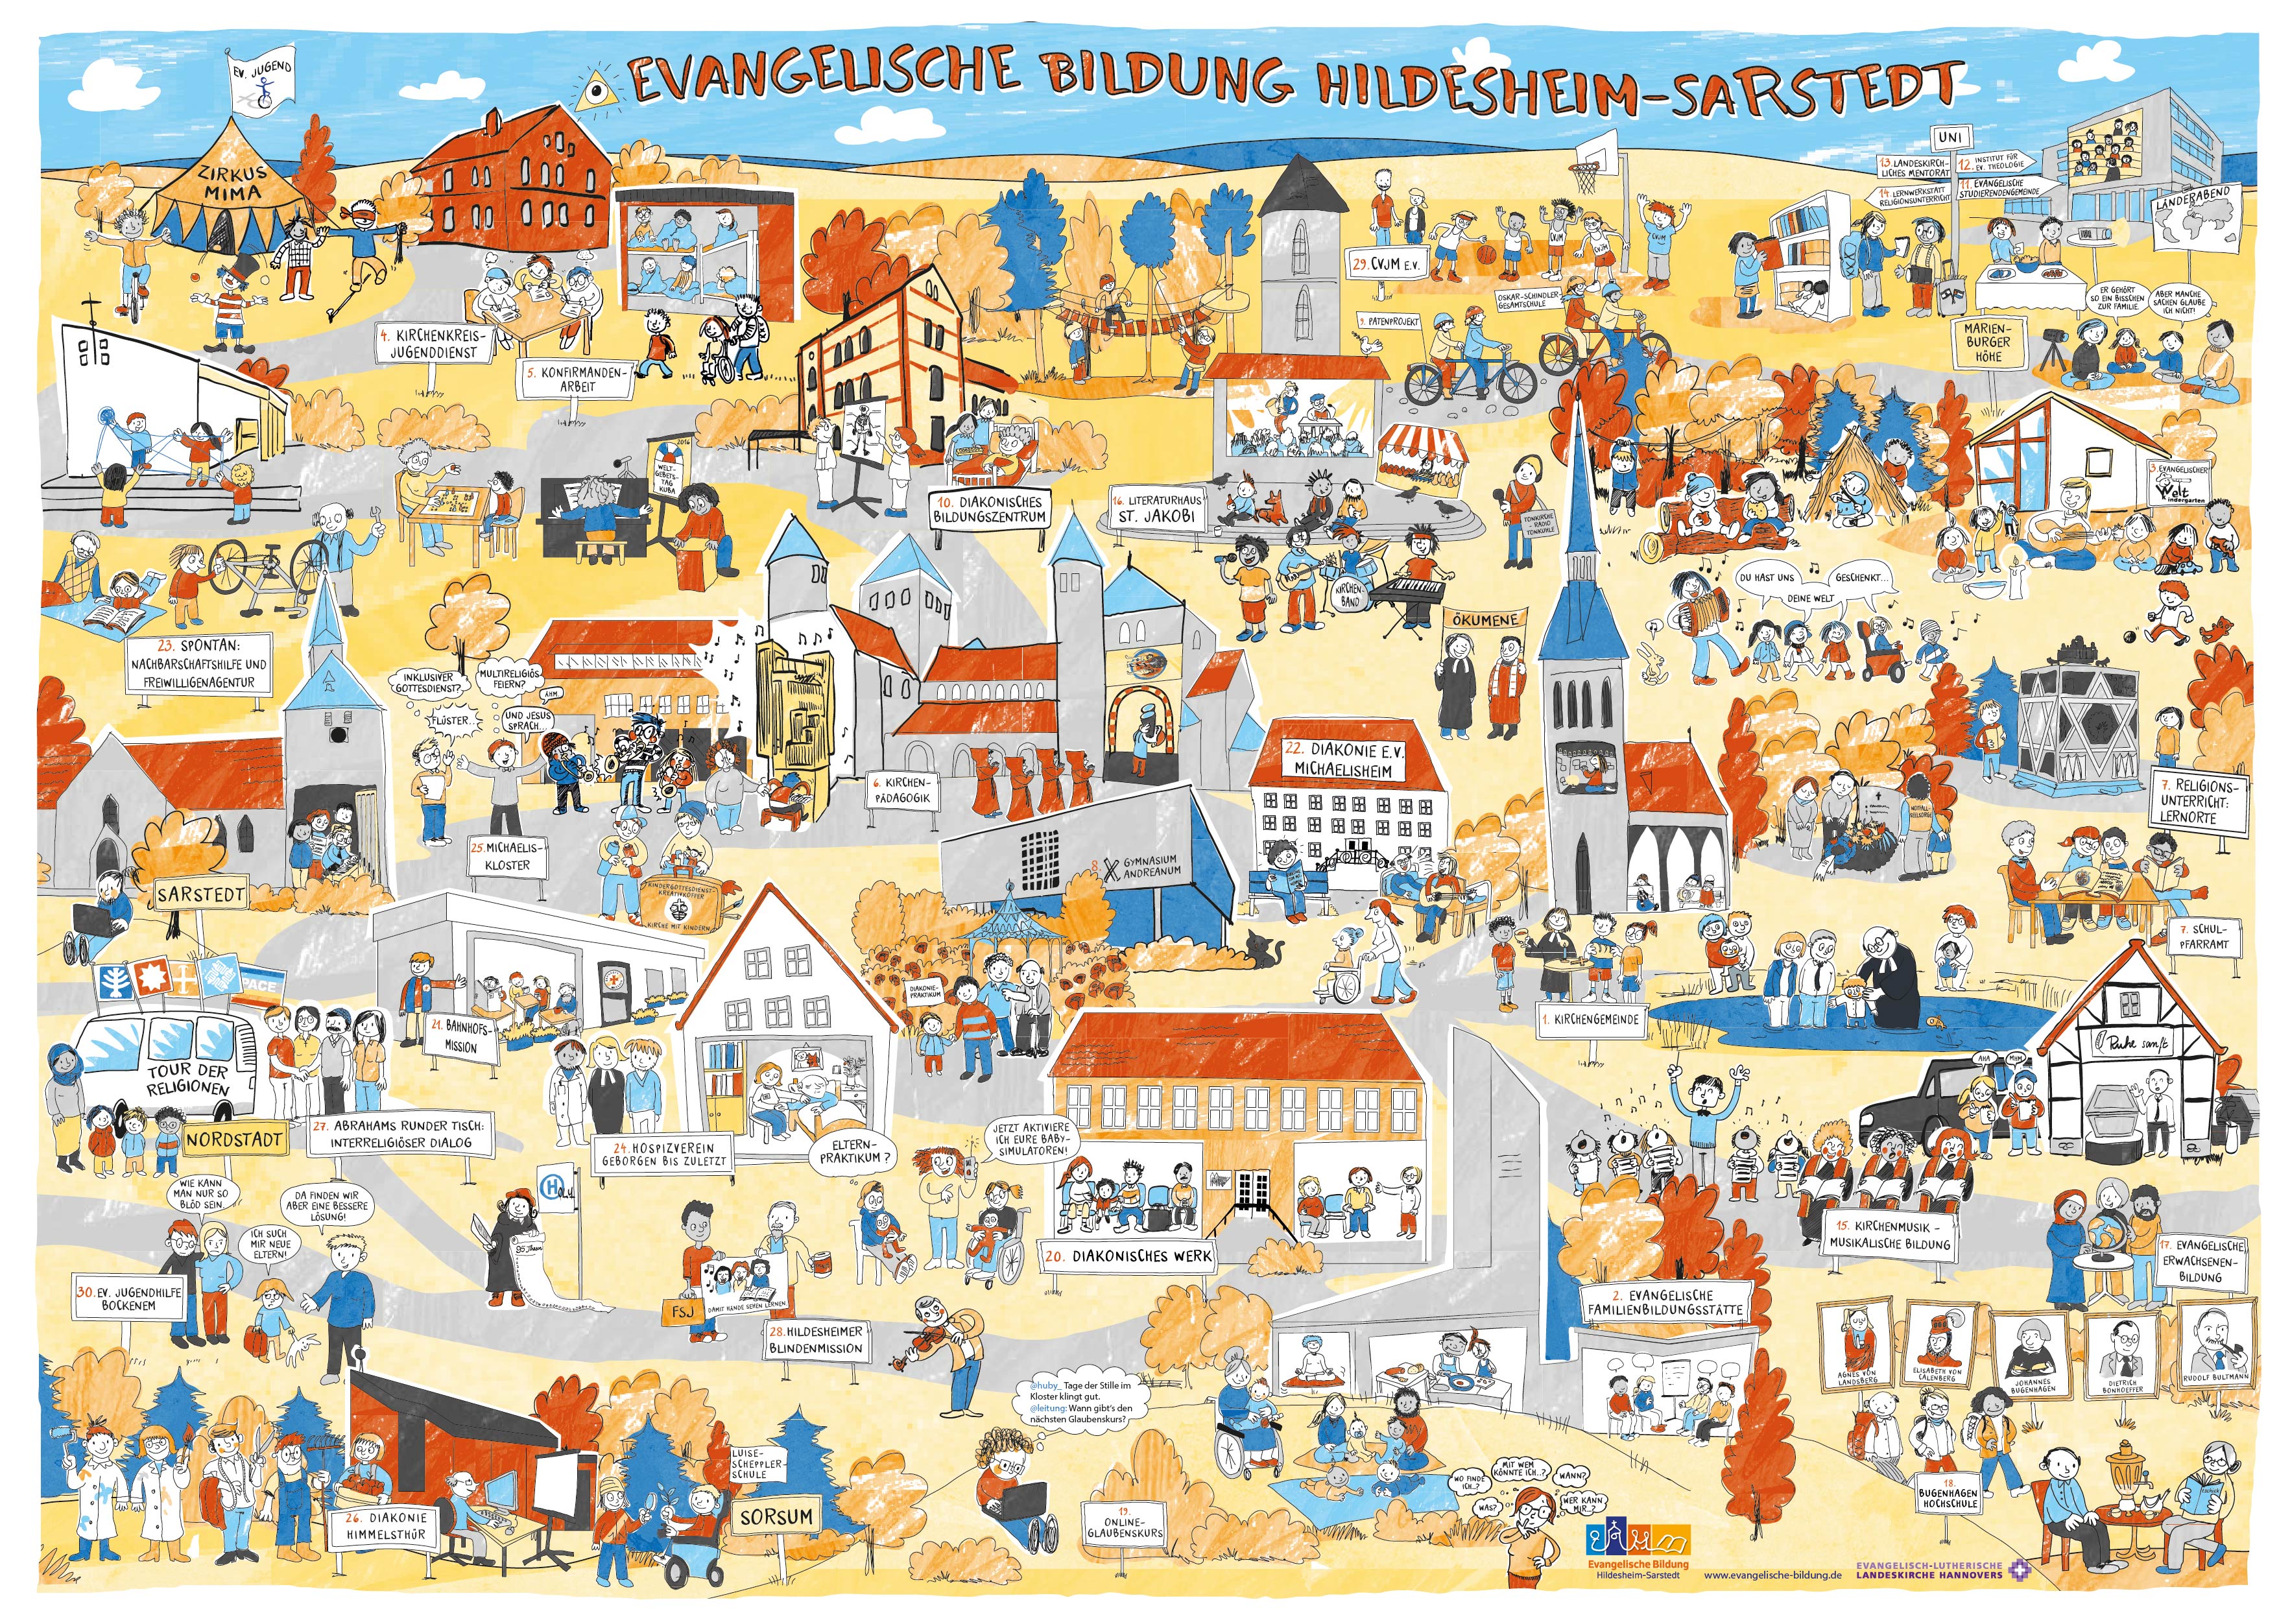 EVANGELISCHE BILDUNG HILDESHEIM-SARSTEDT
EV. JUGEND
ZIRKUS
MIMA
UNI
13. LANDESKIRCH-
LICHES MENTORAT
12. INSTITUT FÜR
EV. THEOLOGIE
11. EVANGELISCHE
STUDIERENDENGEMEINDE
14. LERNWERKSTATT
RELIGIONSUNTERRICHT
LÄNDERABEND
29. CVJM E.V.
CVJM
CVJM
CVJM
CVJM
OSKAR-SCHINDLER-
GESAMTSCHULE
9. PATENPROJEKT
ER GEHÖRT
SO EIN BISSCHEN
ZUR FAMILIE.
ABER MANCHE
SACHEN GLAUBE
ICH NICHT!
MARIEN-
BURGER
HÖHE
4. KIRCHENKREIS-
JUGENDDIENST
5. KONFIRMANDEN-
ARBEIT
2016
WELT-
GEBETS-
TAG
KUBA
10. DIAKONISCHES
BILDUNGSZENTRUM
16. LITERATURHAUS
ST. JAKOBI
TONKIRCHE
- RADIO
TONKUHLE
3. EVANGELISCHER
Welt
kindergarten
KIRCHEN-
BAND
ÖKUMENE
DU HAST UNS
DEINE WELT
GESCHENKT...
23. SPONTAN:
NACHBARSCHAFTSHILFE UND
FREIWILLIGENAGENTUR
INKLUSIVER
GOTTESDIENST?
MULTIRELIGIÖS
FEIERN?
ÄHM..
FLÜSTER..
UND JESUS
SPRACH...
6. KIRCHEN-
PÄDAGOGIK
22. DIAKONIE E.V.
MICHAELISHEIM
7. RELIGIONS-
UNTERRICHT:
LERNORTE
NOTFALL-
SEELSORGE
25. MICHAELIS-
KLOSTER
8.
GYMNASIUM
ANDREANUM
SARSTEDT
KINDERGOTTESDIENST-
KREATIVKOFFER
KIRCHE MIT KINDERN
7. SCHUL-
PFARRAMT
PACE
DIAKONIE-
PRAKTIKUM
1. KIRCHENGEMEINDE
21. BAHNHOFS-
MISSION
Ruhe sanft
TOUR DER
RELIGIONEN
AHA
MHM
NORDSTADT
27. ABRAHAMS RUNDER TISCH:
INTERRELIGIÖSER DIALOG
24. HOSPIZVEREIN
GEBORGEN BIS ZULETZT
ELTERN-
PRAKTIKUM?
JETZT AKTIVIERE
ICH EURE BABY-
SIMULATOREN!
WIE KANN
MAN NUR SO
BLÖD SEIN.
DA FINDEN WIR
ABER EINE BESSERE
LÖSUNG!
ICH SUCH
MIR NEUE
ELTERN!
H
95 Thesen
20. DIAKONISCHES WERK
15. KIRCHENMUSIK -
MUSIKALISCHE BILDUNG
17. EVANGELISCHE
ERWACHSENEN-
BILDUNG
30. EV. JUGENDHILFE
BOCKENEM
FSJ
DAMIT HÄNDE SEHEN LERNEN
28. HILDESHEIMER
BLINDENMISSION
2. EVANGELISCHE
FAMILIENBILDUNGSSTÄTTE
AGNES VON
LANDSBERG
ELISABETH VON
CALENBERG
JOHANNES
BUGENHAGEN
DIETRICH
BONHOEFFER
RUDOLF BULTMANN
@huby_ Tage der Stille im
Kloster klingt gut.
@leitung: Wann gibt's den
nächsten Glaubenskurs?
LUISE-
SCHEPPLER-
SCHULE
SORSUM
26. DIAKONIE
HIMMELSTHÜR
19.
ONLINE-
GLAUBENSKURS
WO FINDE
ICH..?
MIT WEM
KÖNNTE ICH..?
WANN?
WAS?
WER KANN
MIR..?
18.
BUGENHAGEN
HOCHSCHULE
Evangelische Bildung
Hildesheim-Sarstedt
www.evangelische-bildung.de
EVANGELISCH-LUTHERISCHE
LANDESKIRCHE HANNOVERS